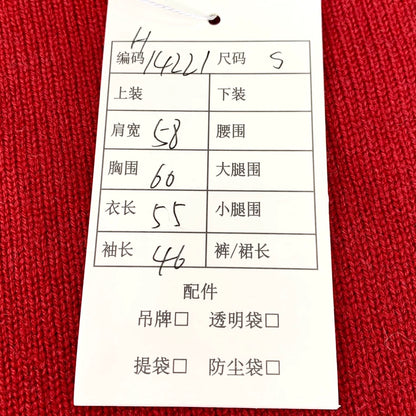 H
编码 14221 尺码 S
上装 下装
肩宽 58 腰围
胸围 60 大腿围
衣长 55 小腿围
袖长 46 裤/裙长
配件
吊牌□ 透明袋□
提袋□ 防尘袋□